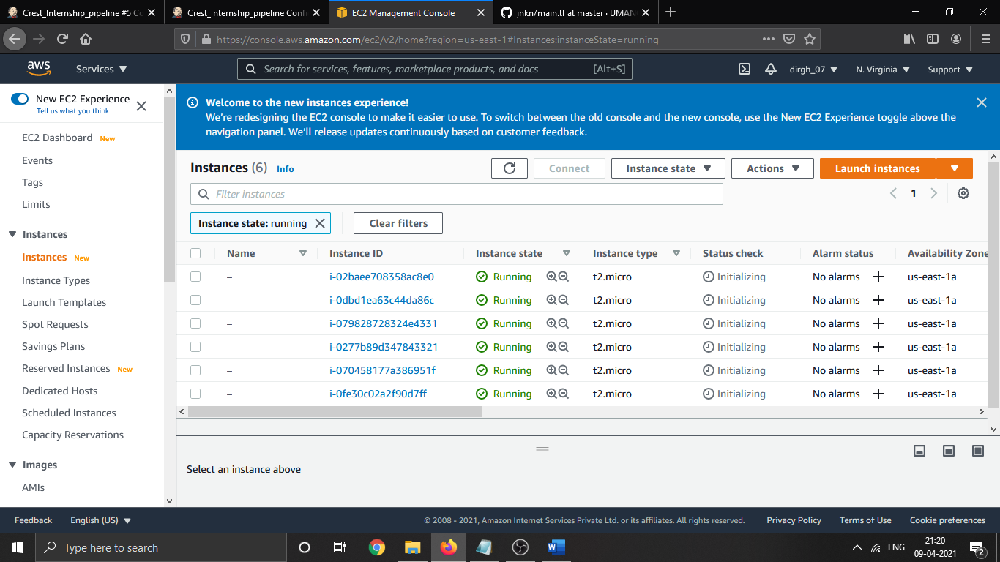 Crest_Internship_pipeline #5 Co
Crest_Internship_pipeline Confi
EC2 Management Console
jnkn/main.tf at master · UMAN
https://console.aws.amazon.com/ec2/v2/home?region=us-east-1#Instances:instanceState=running
aws
Services
Search for services, features, marketplace products, and docs [Alt+S]
dirgh_07
N. Virginia
Support
New EC2 Experience
Tell us what you think
EC2 Dashboard New
Events
Tags
Limits
Instances
Instances New
Instance Types
Launch Templates
Spot Requests
Savings Plans
Reserved Instances New
Dedicated Hosts
Scheduled Instances
Capacity Reservations
Images
AMIs
Welcome to the new instances experience!
We're redesigning the EC2 console to make it easier to use. To switch between the old console and the new console, use the New EC2 Experience toggle above the
navigation panel. We'll release updates continuously based on customer feedback.
Instances (6) Info
Connect
Instance state
Actions
Launch instances
Filter instances
1
Instance state: running
Clear filters
Name Instance ID Instance state Instance type Status check Alarm status Availability Zone
– i-02baee708358ac8e0 Running t2.micro Initializing No alarms us-east-1a
– i-0dbd1ea63c44da86c Running t2.micro Initializing No alarms us-east-1a
– i-079828728324e4331 Running t2.micro Initializing No alarms us-east-1a
– i-0277b89d347843321 Running t2.micro Initializing No alarms us-east-1a
– i-070458177a386951f Running t2.micro Initializing No alarms us-east-1a
– i-0fe30c02a2f90d7ff Running t2.micro Initializing No alarms us-east-1a
Select an instance above
Feedback English (US) © 2008 - 2021, Amazon Internet Services Private Ltd. or its affiliates. All rights reserved. Privacy Policy Terms of Use Cookie preferences
Type here to search
ENG
21:20
09-04-2021
2